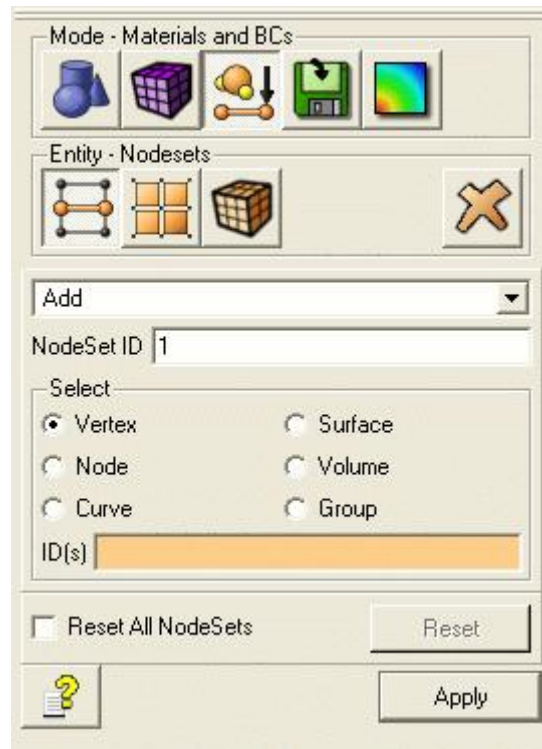 Mode - Materials and BCs
Entity - Nodesets
Add
NodeSet ID 1
Select
Vertex Surface
Node Volume
Curve Group
ID(s)
Reset All NodeSets Reset
Apply